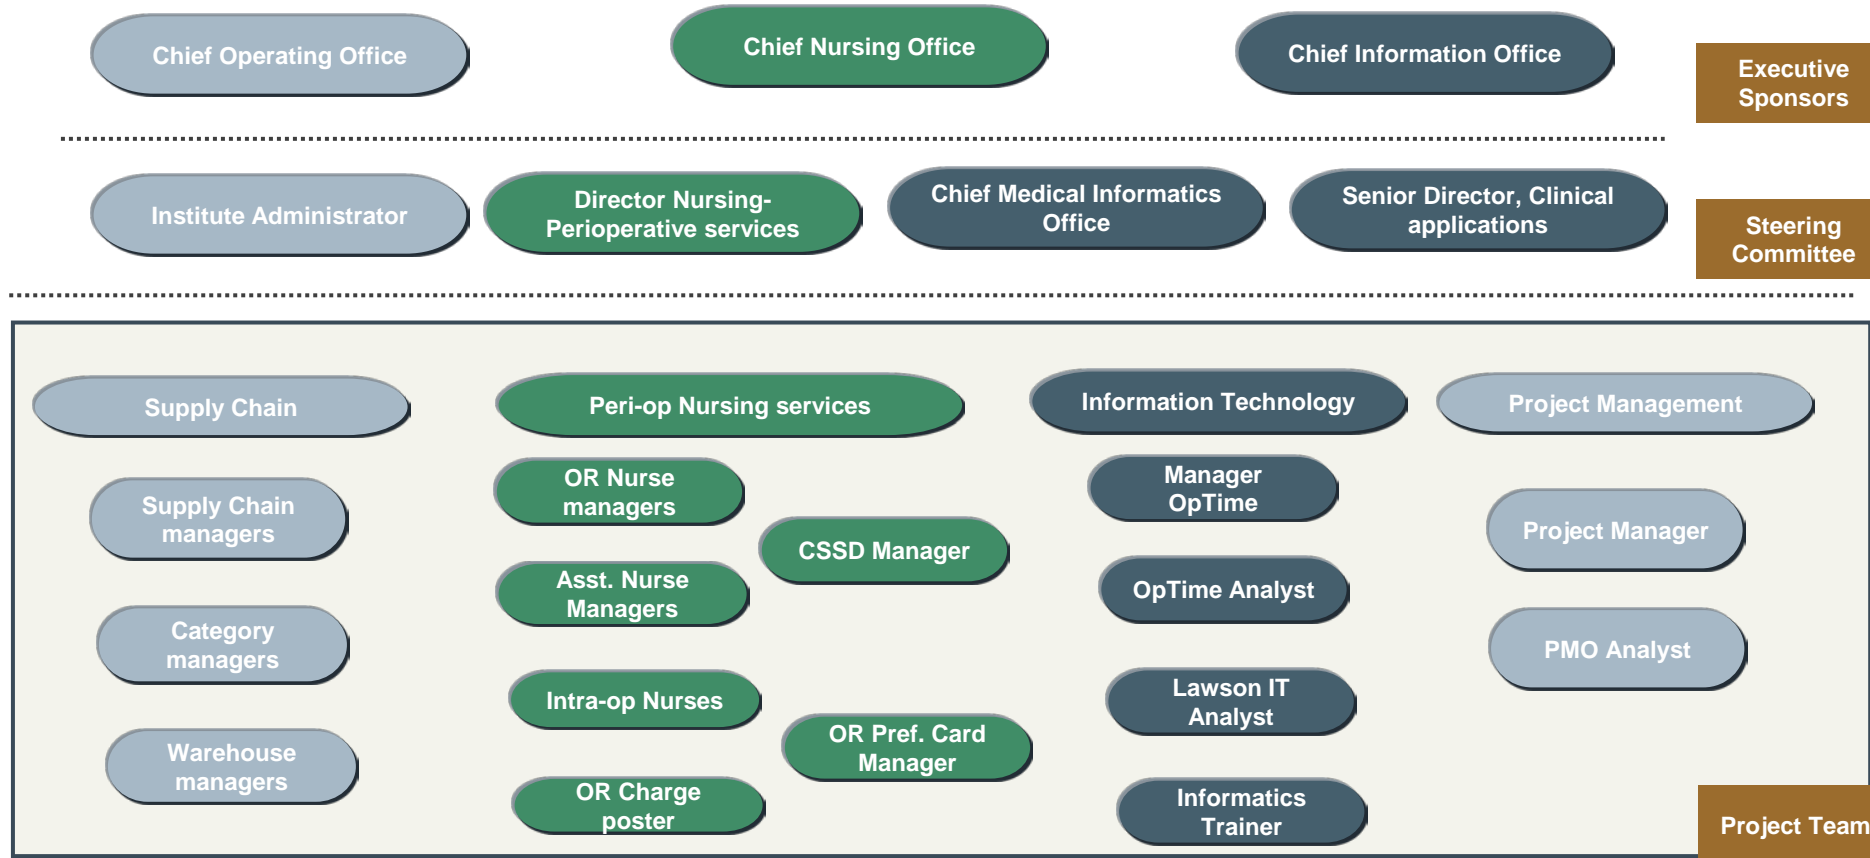 Chief Operating Office
Chief Nursing Office
Chief Information Office
Executive
Sponsors
Institute Administrator
Director Nursing-
Perioperative services
Chief Medical Informatics
Office
Senior Director, Clinical
applications
Steering
Committee
Supply Chain
Supply Chain
managers
Category
managers
Warehouse
managers
Peri-op Nursing services
OR Nurse
managers
CSSD Manager
Asst. Nurse
Managers
Intra-op Nurses
OR Pref. Card
Manager
OR Charge
poster
Information Technology
Manager
OpTime
OpTime Analyst
Lawson IT
Analyst
Informatics
Trainer
Project Management
Project Manager
PMO Analyst
Project Team